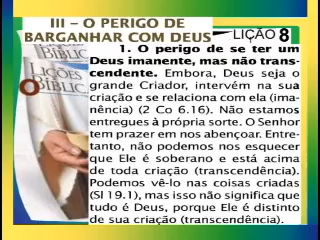 III – O PERIGO DE
BARGANHAR COM DEUS
LIÇÃO 8
LIÇÕES
BÍBLIC
O
1. O perigo de se ter um
Deus imanente, mas não trans-
cendente. Embora, Deus seja o
grande Criador, intervém na sua
criação e se relaciona com ela (ima-
nência) (2 Co 6.16). Não estamos
entregues à própria sorte. O Senhor
tem prazer em nos abençoar. Entre-
tanto, não podemos nos esquecer
que Ele é soberano e está acima
de toda criação (transcendência).
Podemos vê-lo nas coisas criadas
(Sl 19.1), mas isso não significa que
tudo é Deus, porque Ele é distinto
de sua criação (transcendência).